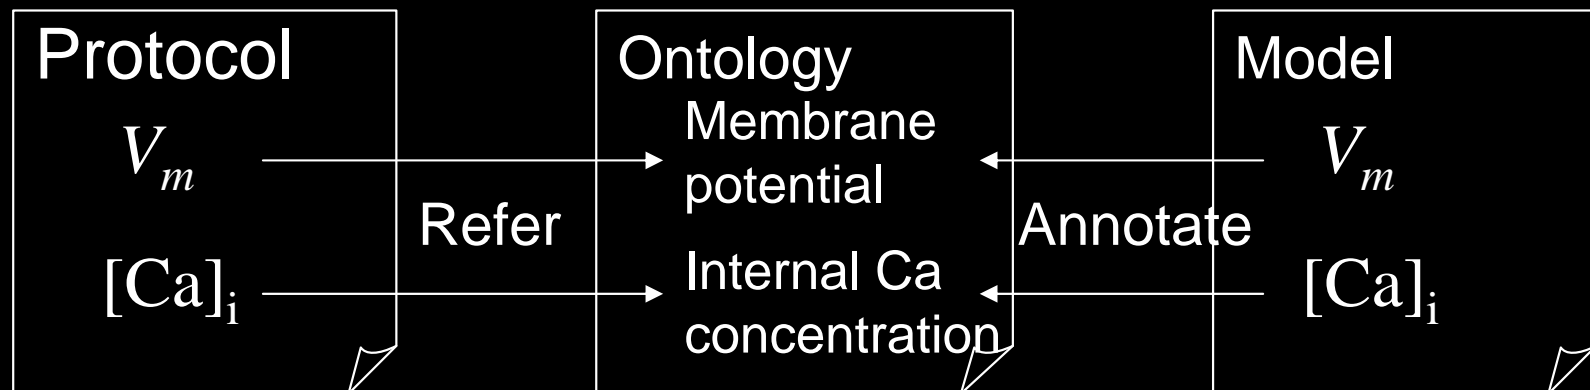 Protocol
V_m
[Ca]_i
Refer
Ontology
Membrane
potential
Internal Ca
concentration
Annotate
Model
V_m
[Ca]_i